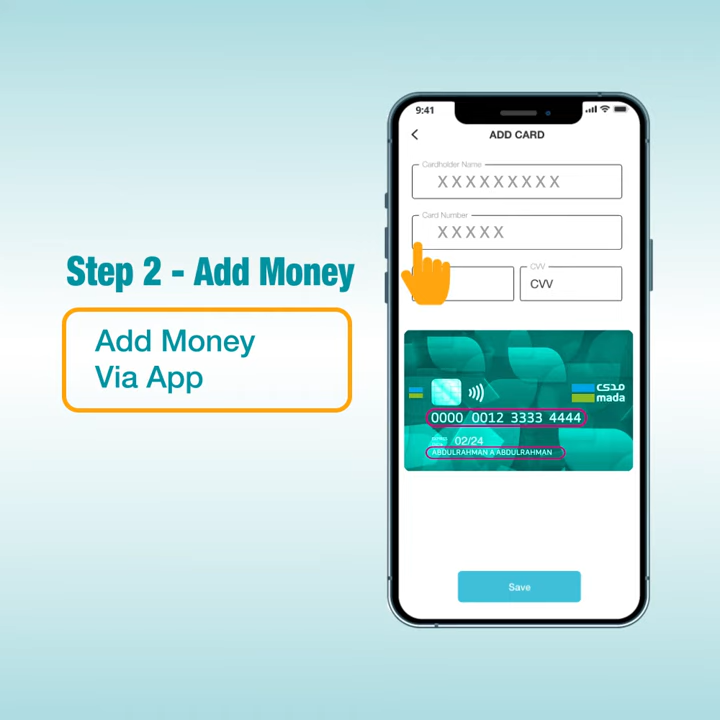 9:41
ADD CARD
Cardholder Name
XXXXXXXXX
Card Number
XXXXX
CVV
CVV
Step 2 - Add Money
Add Money
Via App
مدى
mada
0000 0012 3333 4444
02/24
ABDULRAHMAN A ABDULRAHMAN
Save